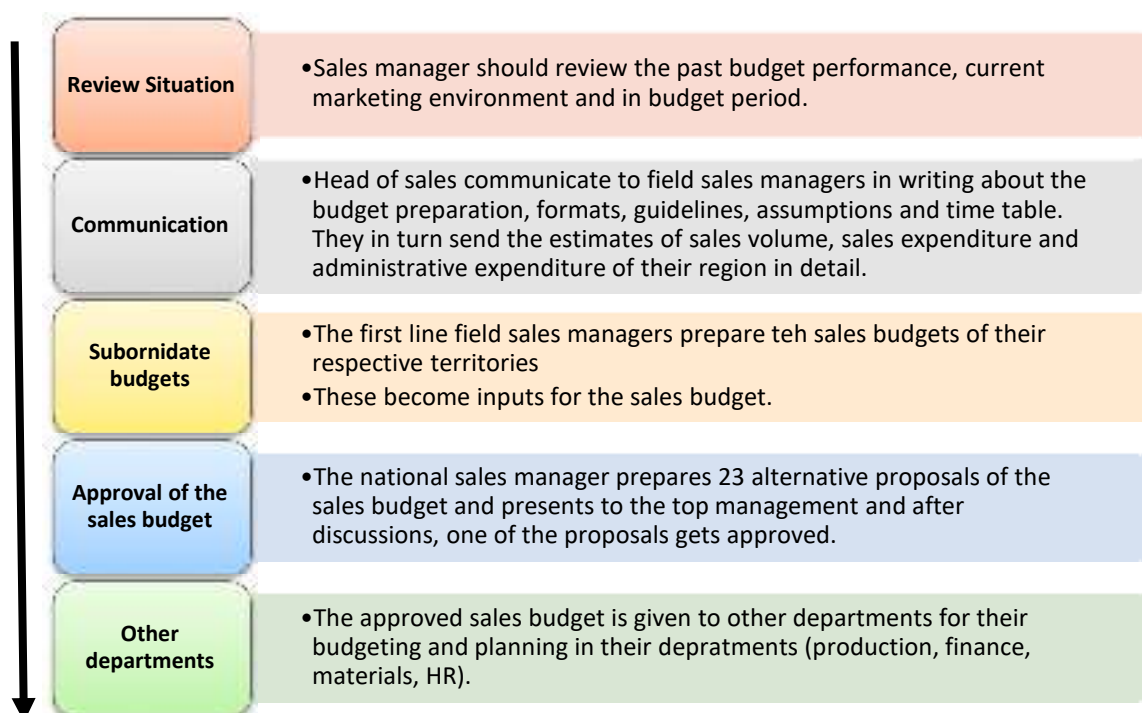 Review Situation
•Sales manager should review the past budget performance, current
marketing environment and in budget period.
Communication
•Head of sales communicate to field sales managers in writing about the
budget preparation, formats, guidelines, assumptions and time table.
They in turn send the estimates of sales volume, sales expenditure and
administrative expenditure of their region in detail.
Subornidate
budgets
•The first line field sales managers prepare teh sales budgets of their
respective territories
•These become inputs for the sales budget.
Approval of the
sales budget
•The national sales manager prepares 23 alternative proposals of the
sales budget and presents to the top management and after
discussions, one of the proposals gets approved.
Other
departments
•The approved sales budget is given to other departments for their
budgeting and planning in their depratments (production, finance,
materials, HR).